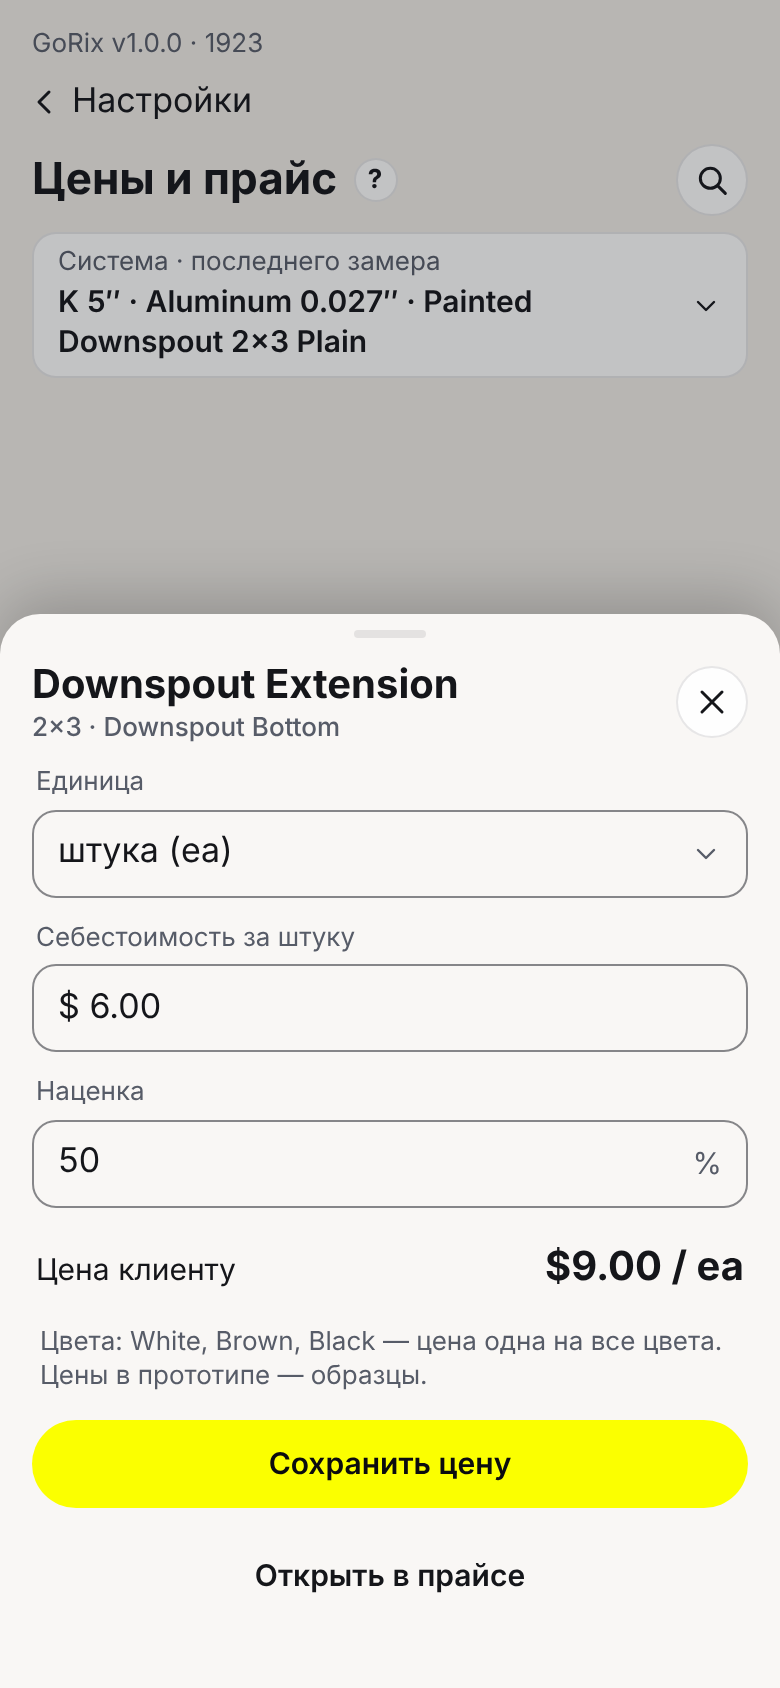 GoRix v1.0.0 · 1923
Настройки
Цены и прайс ?
Система · последнего замера
K 5″ · Aluminum 0.027″ · Painted
Downspout 2×3 Plain
Downspout Extension
2×3 · Downspout Bottom
Единица
штука (ea)
Себестоимость за штуку
$ 6.00
Наценка
50 %
Цена клиенту $9.00 / ea
Цвета: White, Brown, Black — цена одна на все цвета.
Цены в прототипе — образцы.
Сохранить цену
Открыть в прайсе